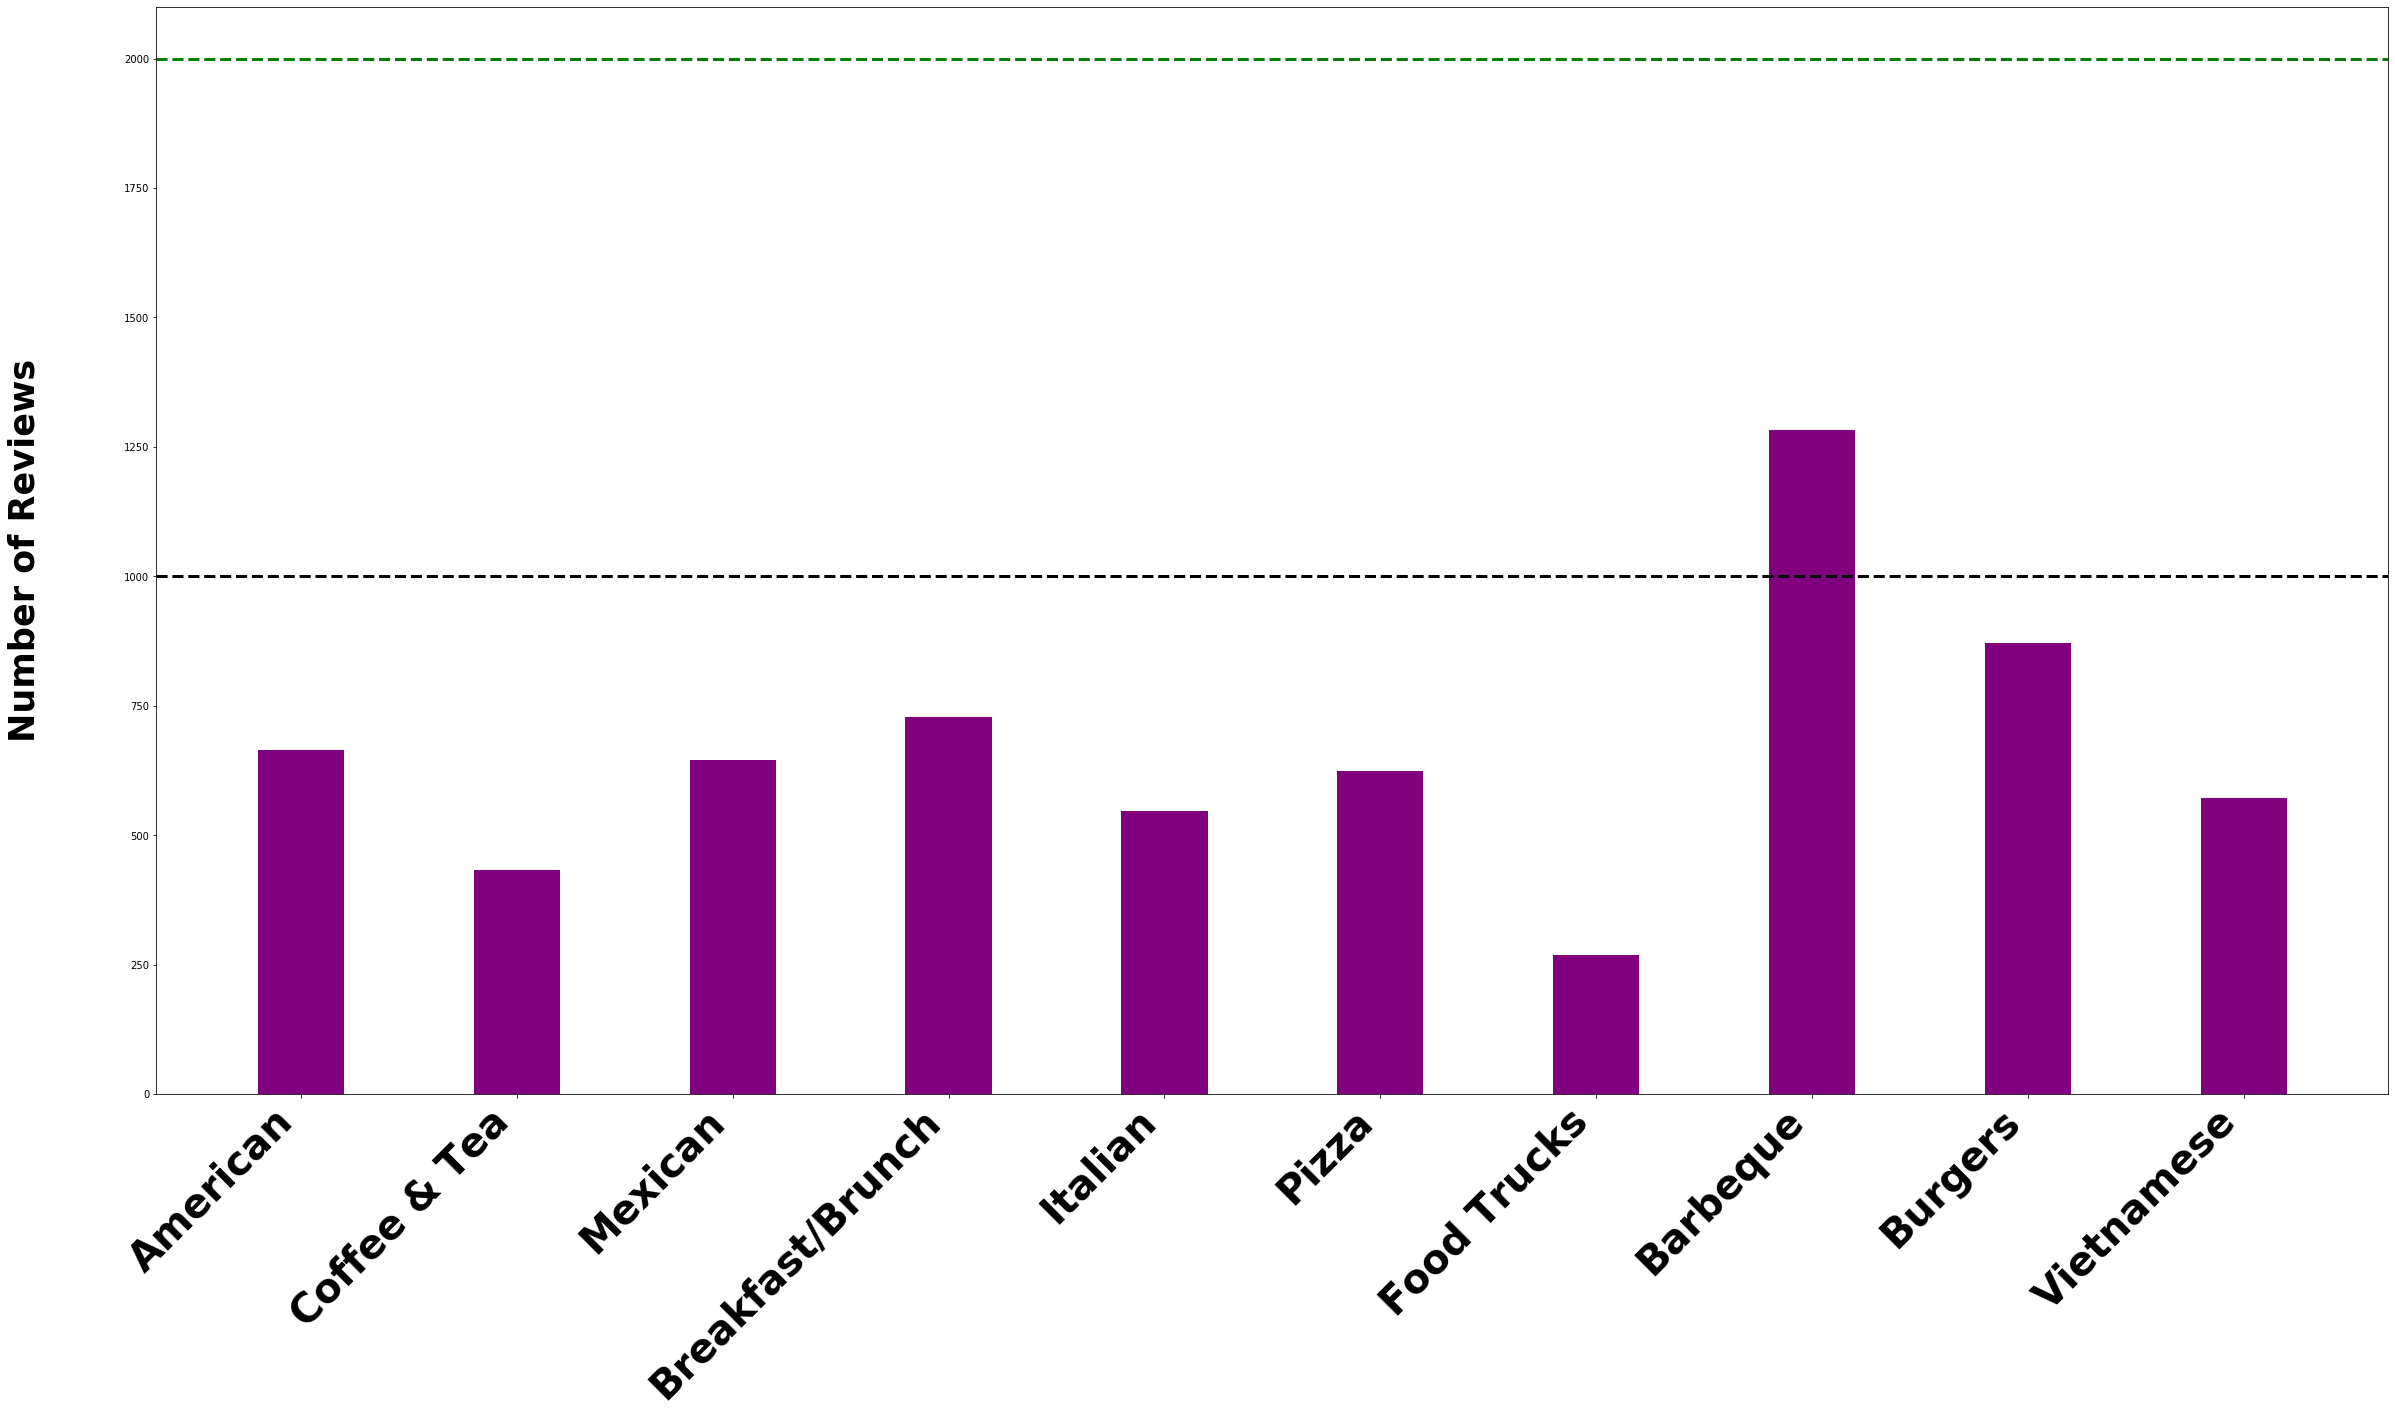 Number of Reviews
2000
1750
1500
1250
1000
750
500
250
0
American
Coffee & Tea
Mexican
Breakfast/Brunch
Italian
Pizza
Food Trucks
Barbeque
Burgers
Vietnamese